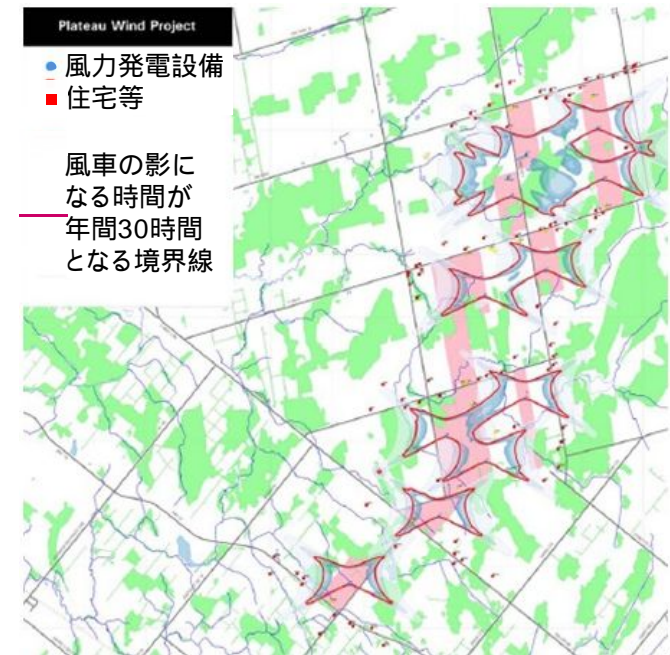 Plateau Wind Project
風力発電設備
住宅等
風車の影に
なる時間が
年間30時間
となる境界線